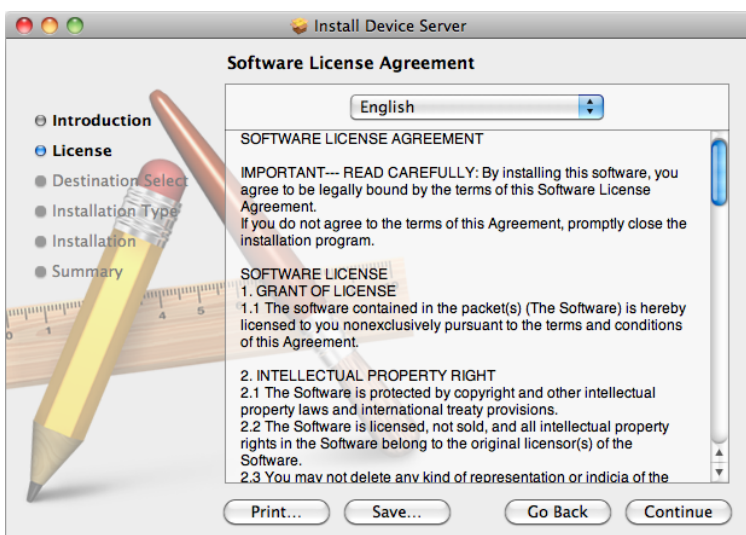 Install Device Server
Software License Agreement
English
Introduction
License
Destination Select
Installation Type
Installation
Summary
SOFTWARE LICENSE AGREEMENT
IMPORTANT--- READ CAREFULLY: By installing this software, you
agree to be legally bound by the terms of this Software License
Agreement.
If you do not agree to the terms of this Agreement, promptly close the
installation program.
SOFTWARE LICENSE
1. GRANT OF LICENSE
1.1 The software contained in the packet(s) (The Software) is hereby
licensed to you nonexclusively pursuant to the terms and conditions
of this Agreement.
2. INTELLECTUAL PROPERTY RIGHT
2.1 The Software is protected by copyright and other intellectual
property laws and international treaty provisions.
2.2 The Software is licensed, not sold, and all intellectual property
rights in the Software belong to the original licensor(s) of the
Software.
2.3 You may not delete any kind of representation or indicia of the
0 1 4 5
Print... Save... Go Back Continue